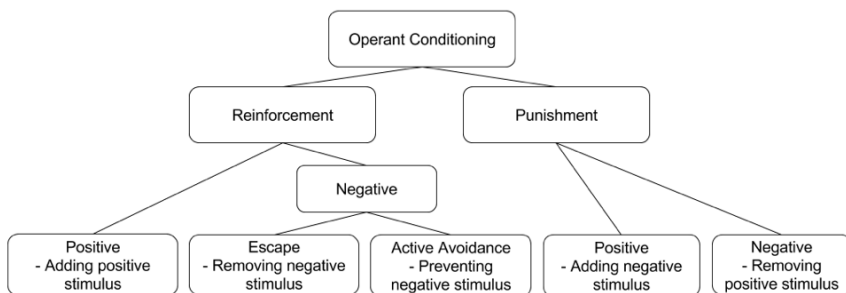 Operant Conditioning
Reinforcement
Punishment
Negative
Positive
- Adding positive
stimulus
Escape
- Removing negative
stimulus
Active Avoidance
- Preventing
negative stimulus
Positive
- Adding negative
stimulus
Negative
- Removing
positive stimulus